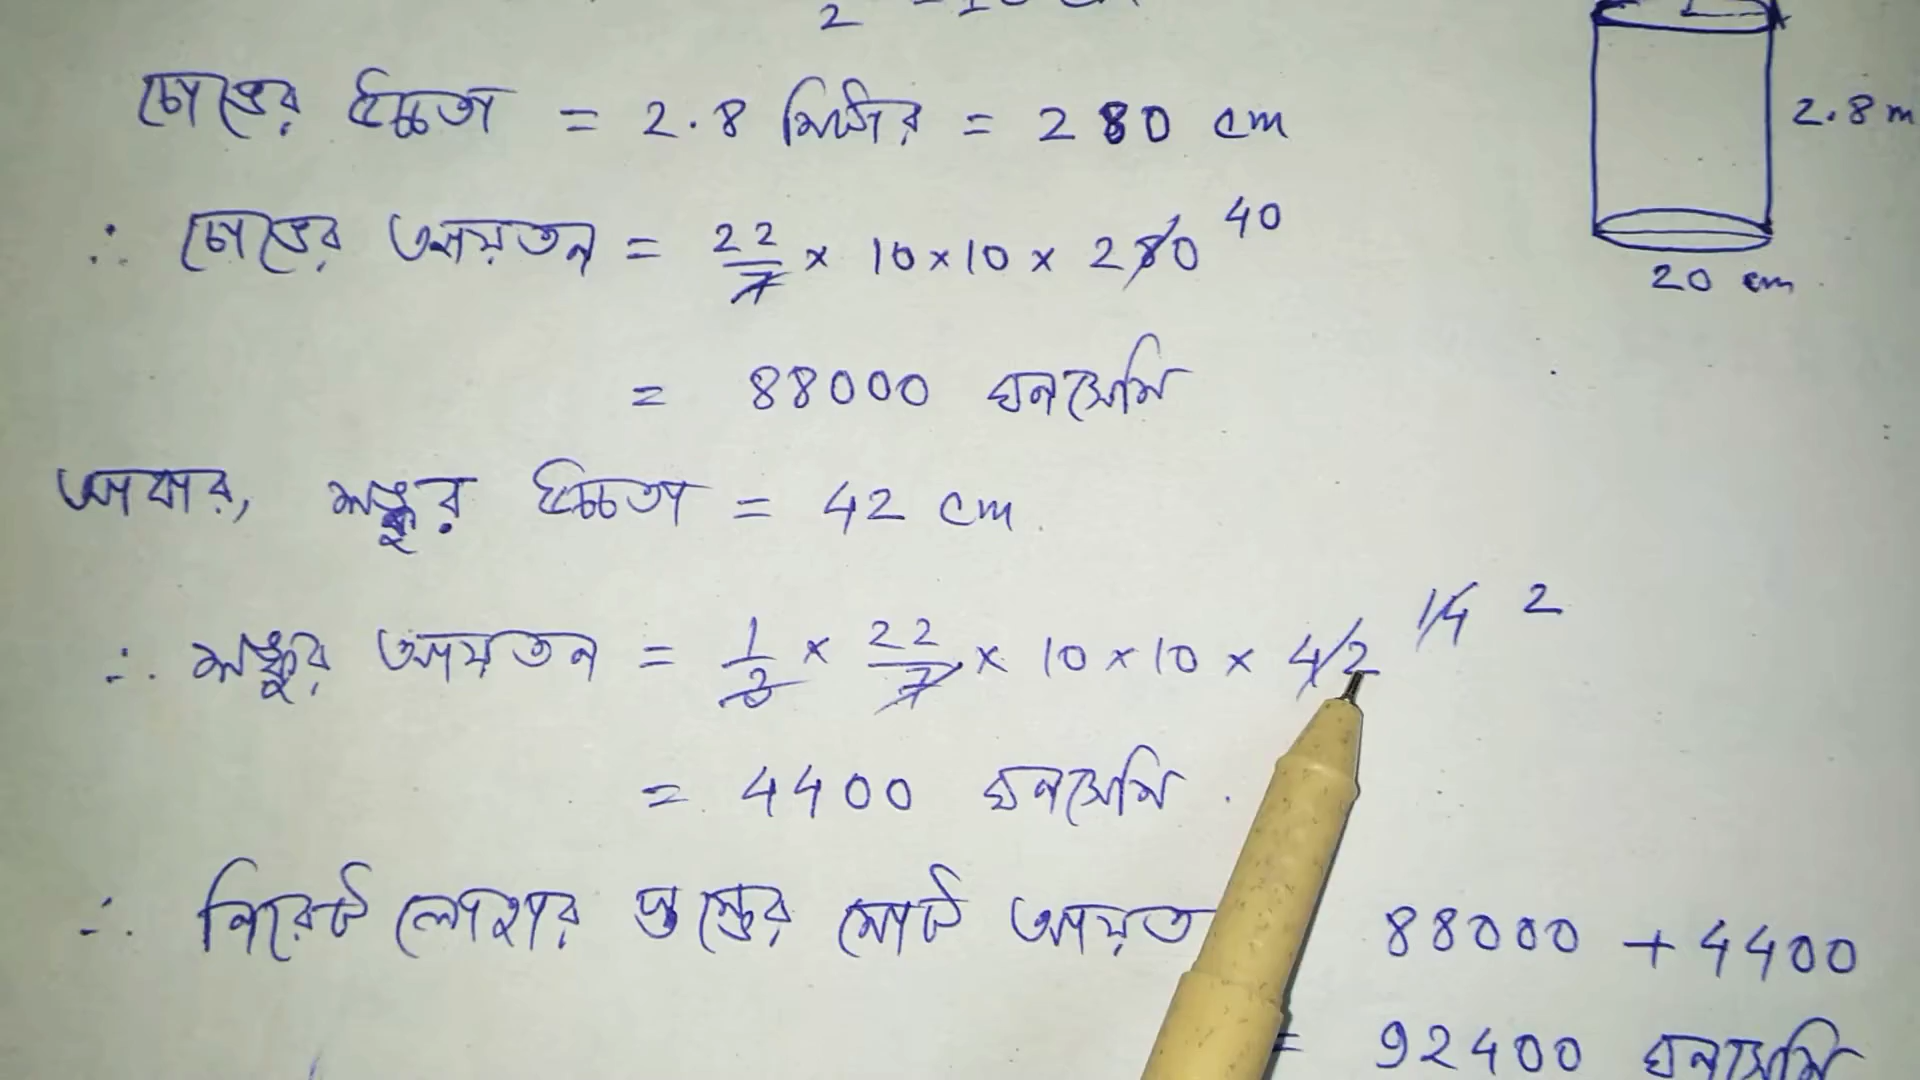 2
চোঙের উচ্চতা = 2.8 মিটার = 280 cm
2.8 m
∴ চোঙের আয়তন = 22/7 × 10 × 10 × 280 40
20 cm
= 88000 ঘনসেমি
আবার, শঙ্কুর উচ্চতা = 42 cm
∴ শঙ্কুর আয়তন = 1/3 × 22/7 × 10 × 10 × 42 14 2
= 4400 ঘনসেমি
∴ নিরেট লোহার স্তম্ভের মোট আয়ত 88000 + 4400
= 92400 ঘনসেমি